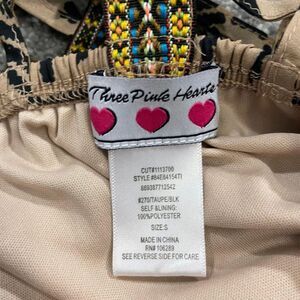 Three Pink Hearts
CUT#1113700
STYLE #84E84154TI
889387712542
#270/TAUPE/BLK
SELF &LINING:
100%POLYESTER
SIZE:S
MADE IN CHINA
RN# 106289
SEE REVERSE SIDE FOR CARE